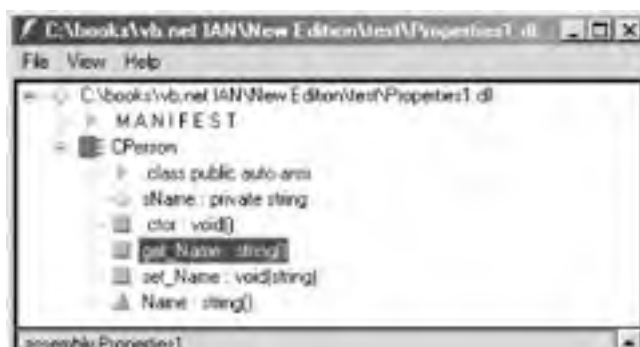 C:\books\vb.net IAN\New Edition\test\Properties1.dll
File View Help
C:\books\vb.net IAN\New Edition\test\Properties1.dll
MANIFEST
CPerson
.class public auto ansi
sName : private string
.ctor : void()
get_Name : string()
set_Name : void(string)
Name : string()
.assembly Properties1